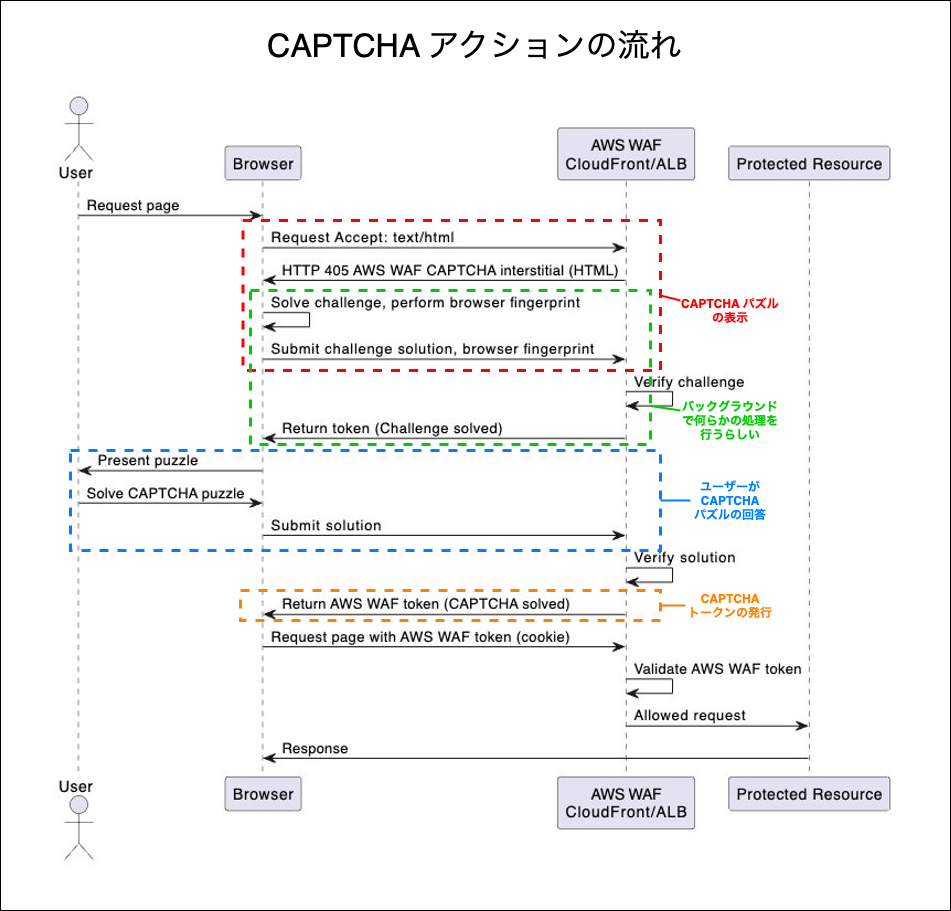 CAPTCHA アクションの流れ
User
Browser
AWS WAF
CloudFront/ALB
Protected Resource
Request page
Request Accept: text/html
HTTP 405 AWS WAF CAPTCHA interstitial (HTML)
CAPTCHA パズル
の表示
Solve challenge, perform browser fingerprint
Submit challenge solution, browser fingerprint
Verify challenge
バックグラウンド
で何らかの処理を
行うらしい
Return token (Challenge solved)
Present puzzle
Solve CAPTCHA puzzle
ユーザーが
CAPTCHA
パズルの回答
Submit solution
Verify solution
Return AWS WAF token (CAPTCHA solved)
CAPTCHA
トークンの発行
Request page with AWS WAF token (cookie)
Validate AWS WAF token
Allowed request
Response
User
Browser
AWS WAF
CloudFront/ALB
Protected Resource